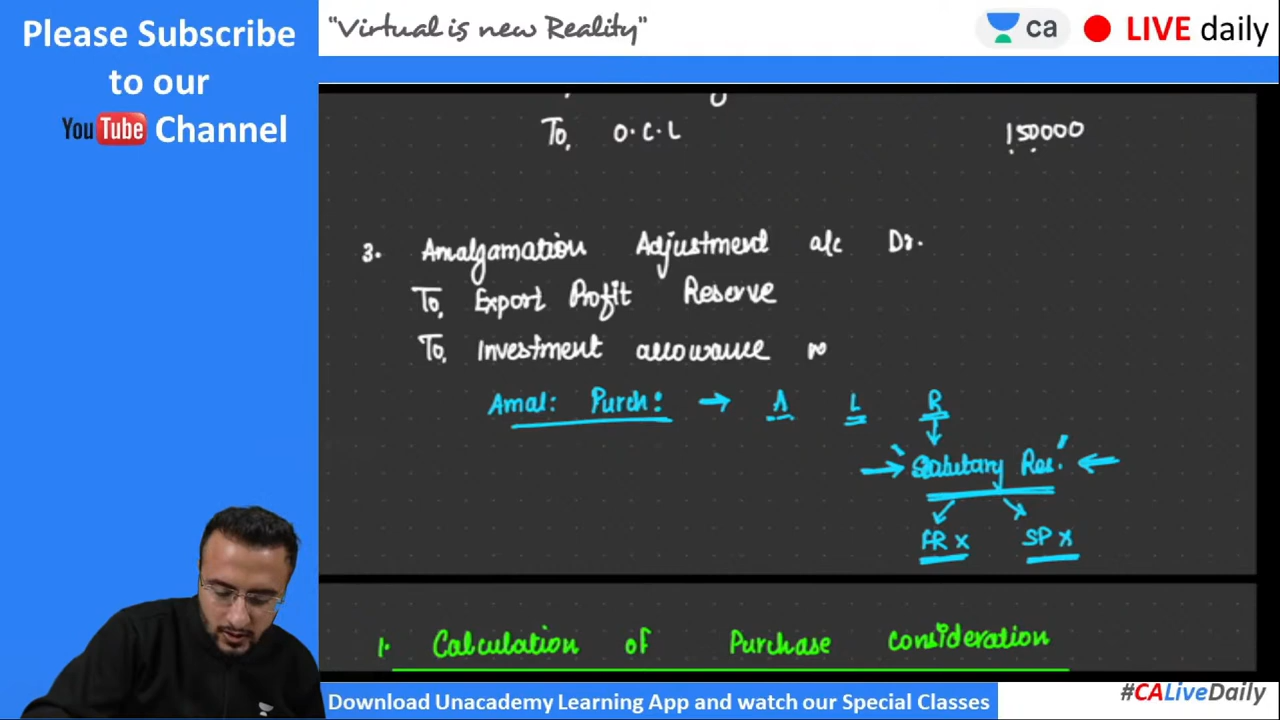 Please Subscribe
to our
YouTube Channel
"Virtual is new Reality"
ca
LIVE daily
To, O.C.L 150000
3. Amalgamation Adjustment a/c Dr.
To, Export Profit Reserve
To, Investment allowance
Amal: Purch: → A L R
Statutary Res.
FR x SP x
1. Calculation of Purchase consideration
Download Unacademy Learning App and watch our Special Classes
#CALiveDaily